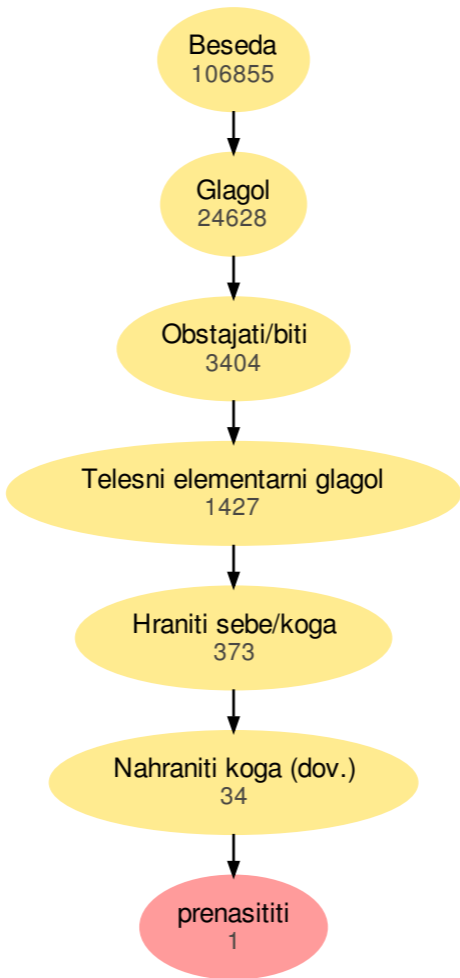 Beseda
106855
Glagol
24628
Obstajati/biti
3404
Telesni elementarni glagol
1427
Hraniti sebe/koga
373
Nahraniti koga (dov.)
34
prenasititi
1